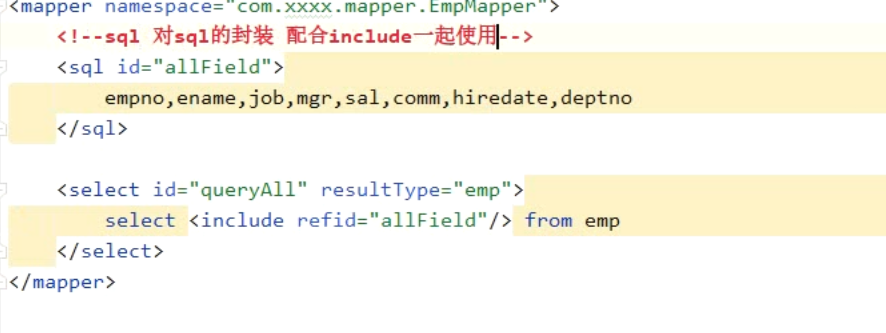 <mapper namespace="com.xxxx.mapper.EmpMapper">
<!--sql 对sql的封装 配合include一起使用-->
<sql id="allField">
empno,ename,job,mgr,sal,comm,hiredate,deptno
</sql>
<select id="queryAll" resultType="emp">
select <include refid="allField"/> from emp
</select>
</mapper>